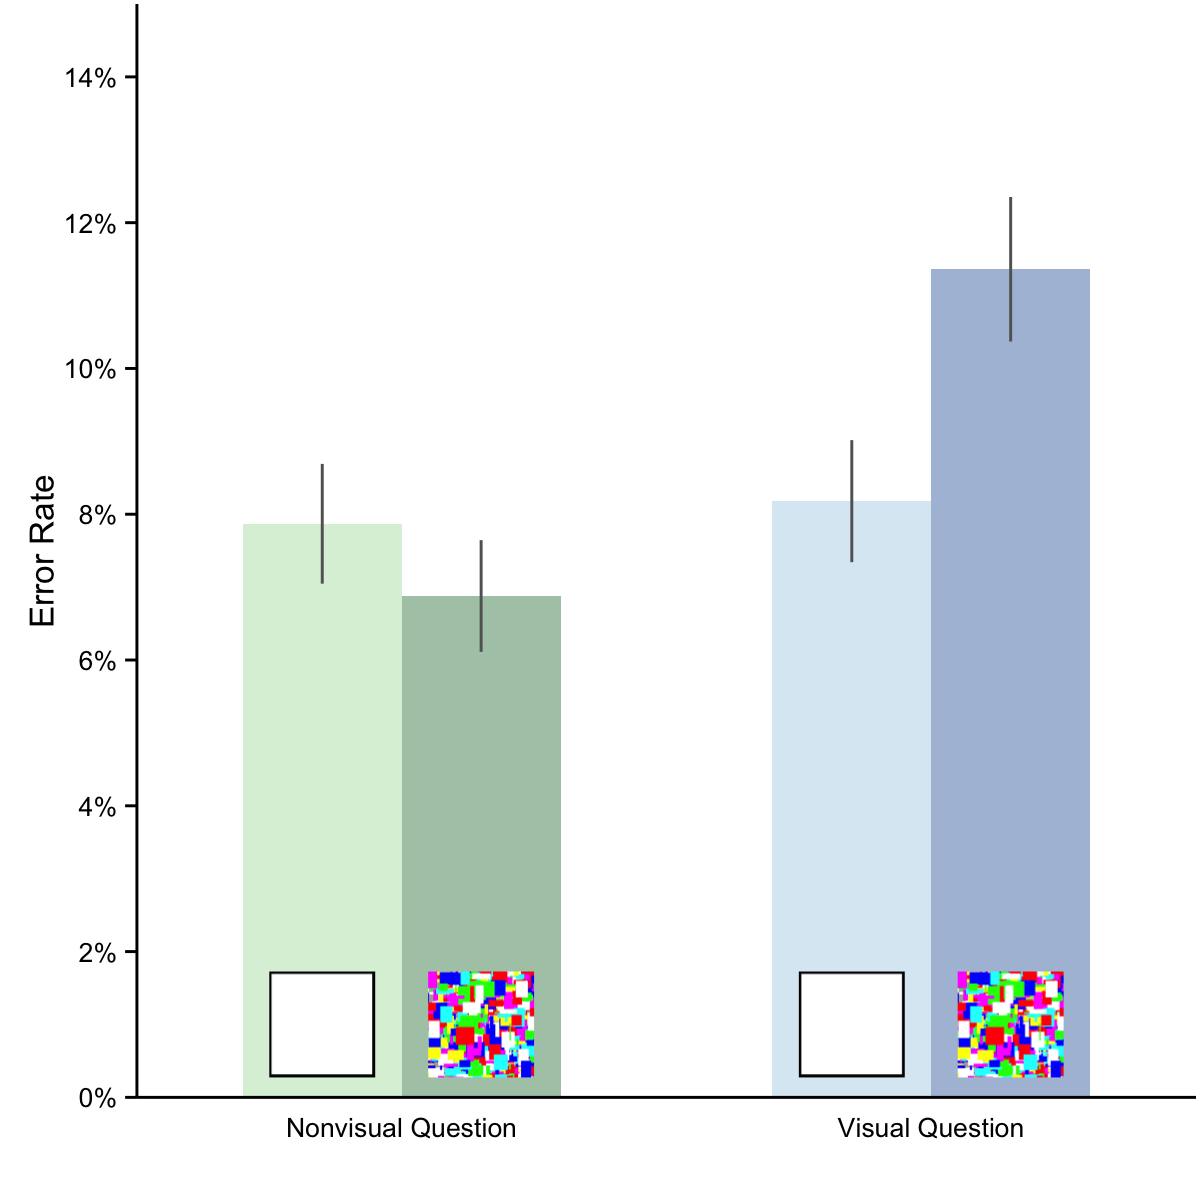 Error Rate
14%
12%
10%
8%
6%
4%
2%
0%
Nonvisual Question
Visual Question